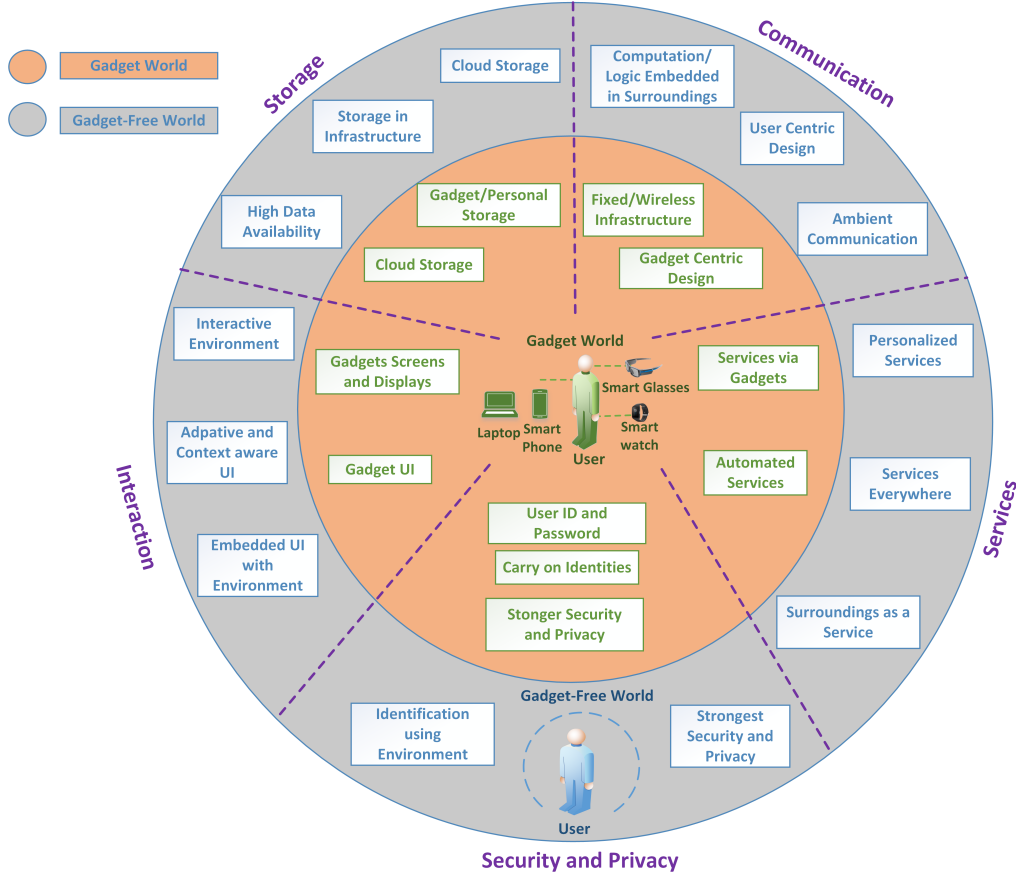 Gadget World
Gadget-Free World
Storage
Communication
Cloud Storage
Computation/
Logic Embedded
in Surroundings
Storage in
Infrastructure
User Centric
Design
High Data
Availability
Ambient
Communication
Gadget/Personal
Storage
Fixed/Wireless
Infrastructure
Cloud Storage
Gadget Centric
Design
Interactive
Environment
Personalized
Services
Gadgets Screens
and Displays
Services via
Gadgets
Gadget World
Smart Glasses
Laptop
Smart
Phone
Smart
watch
User
Adpative and
Context aware
UI
Gadget UI
Automated
Services
Services
Everywhere
Interaction
Services
Embedded UI
with
Environment
User ID and
Password
Carry on Identities
Stonger Security
and Privacy
Surroundings as a
Service
Gadget-Free World
Identification
using
Environment
Strongest
Security and
Privacy
User
Security and Privacy